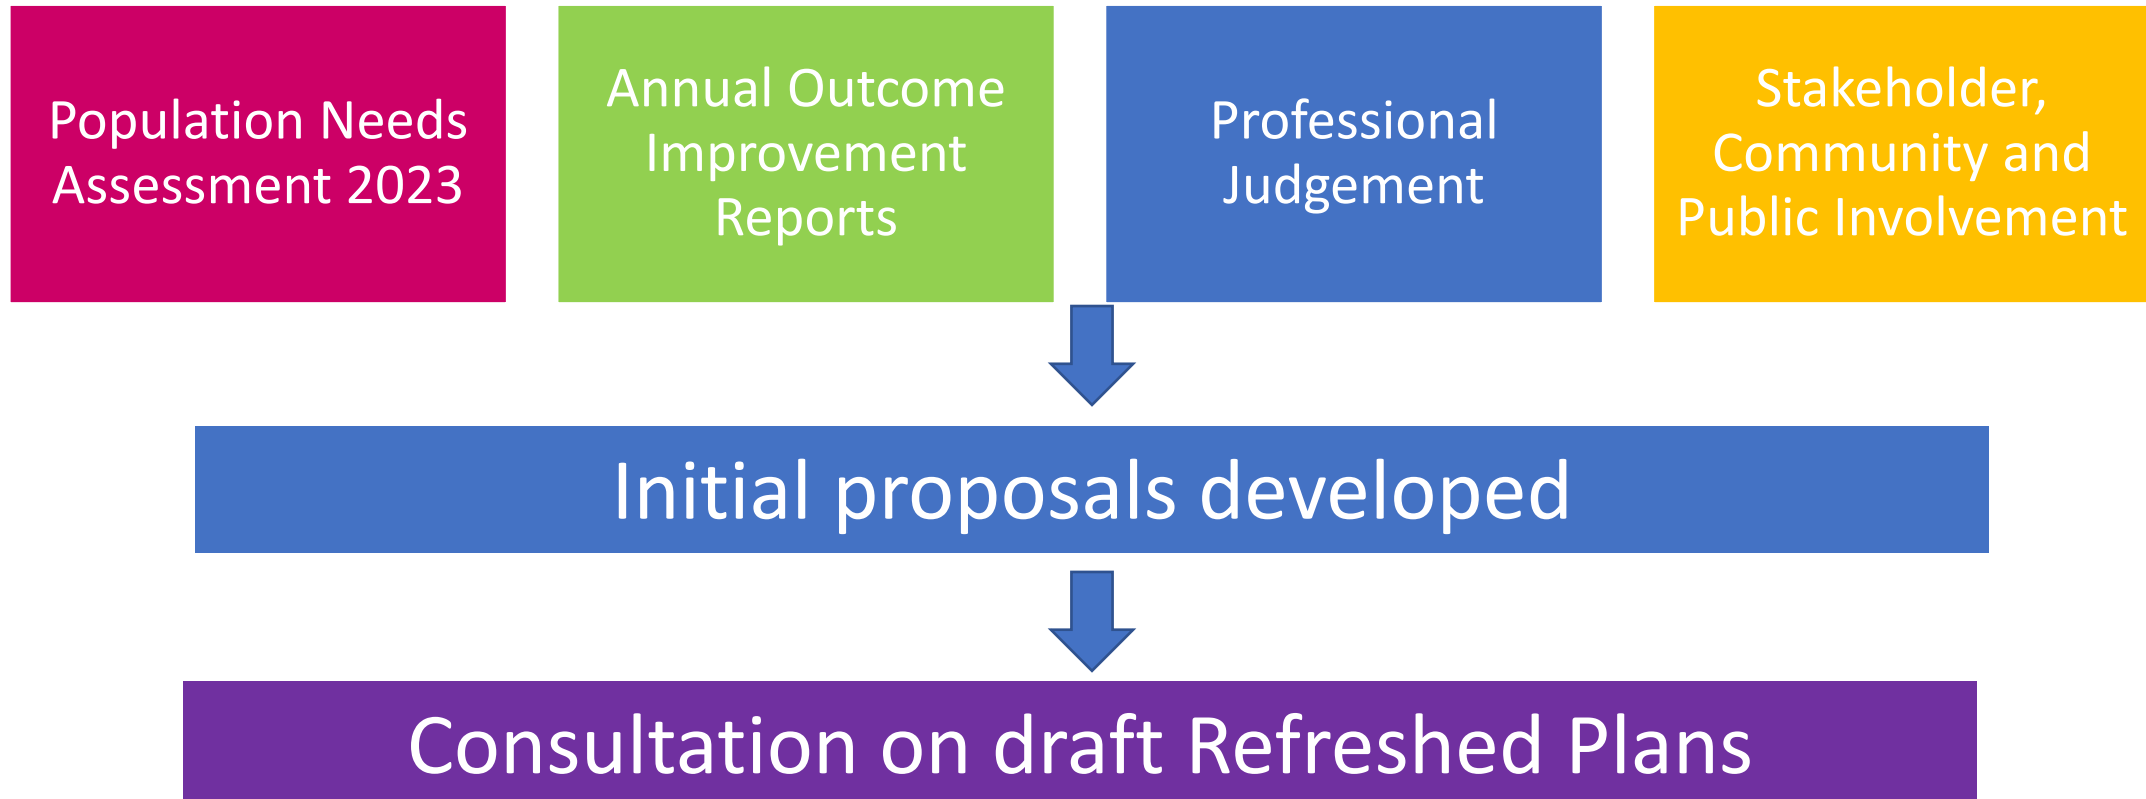 Population Needs
Assessment 2023
Annual Outcome
Improvement
Reports
Professional
Judgement
Stakeholder,
Community and
Public Involvement
Initial proposals developed
Consultation on draft Refreshed Plans